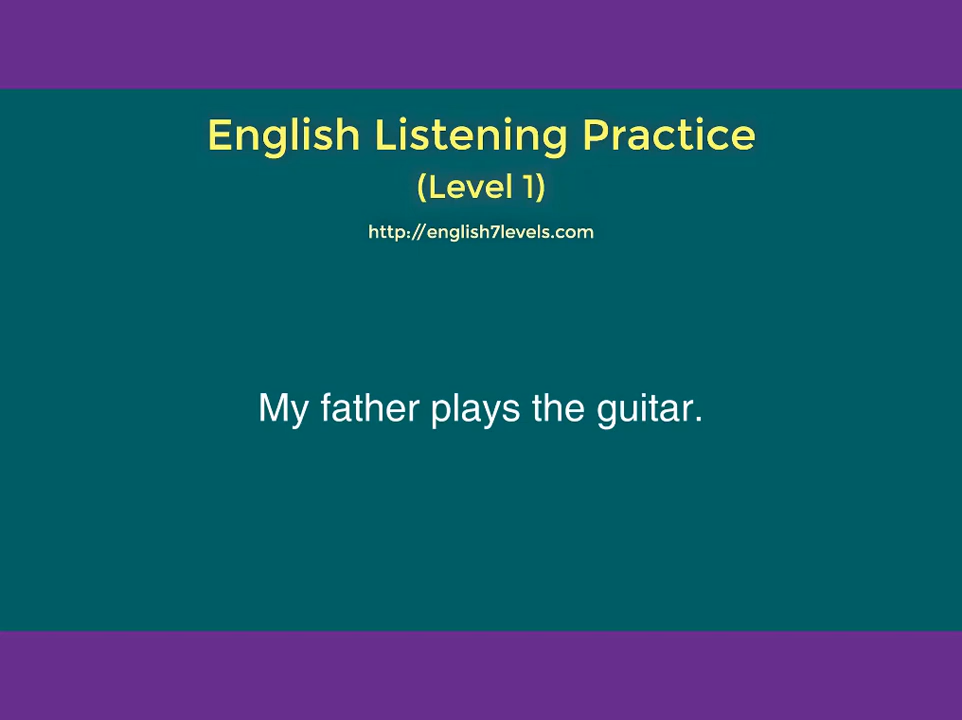 English Listening Practice
(Level 1)
http://english7levels.com
My father plays the guitar.